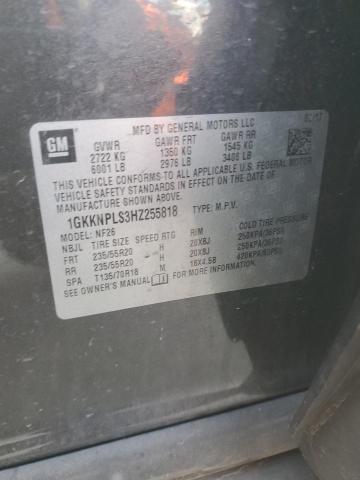 GM
MFD BY GENERAL MOTORS LLC
GVWR GAWR FRT GAWR RR
2722 KG 1350 KG 1545 KG
6001 LB 2976 LB 3406 LB
THIS VEHICLE CONFORMS TO ALL APPLICABLE U.S. FEDERAL MOTOR
VEHICLE SAFETY STANDARDS IN EFFECT ON THE DATE OF
MANUFACTURE SHOWN ABOVE.
1GKKNPLS3HZ255818 TYPE: M.P.V.
MODEL: NF26
NBJL TIRE SIZE SPEED RTG RIM COLD TIRE PRESSURE
FRT 235/55R20 H 20X8J 250KPA(36PSI)
RR 235/55R20 H 20X8J 250KPA(36PSI)
SPA T135/70R18 M 18X4.5B 420KPA(60PSI)
SEE OWNER'S MANUAL FOR MORE INFORMATION.